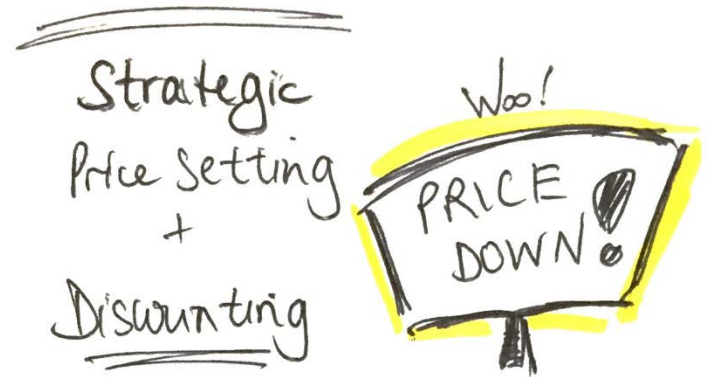 Strategic
Price Setting
+
Discounting
Woo!
PRICE
DOWN!